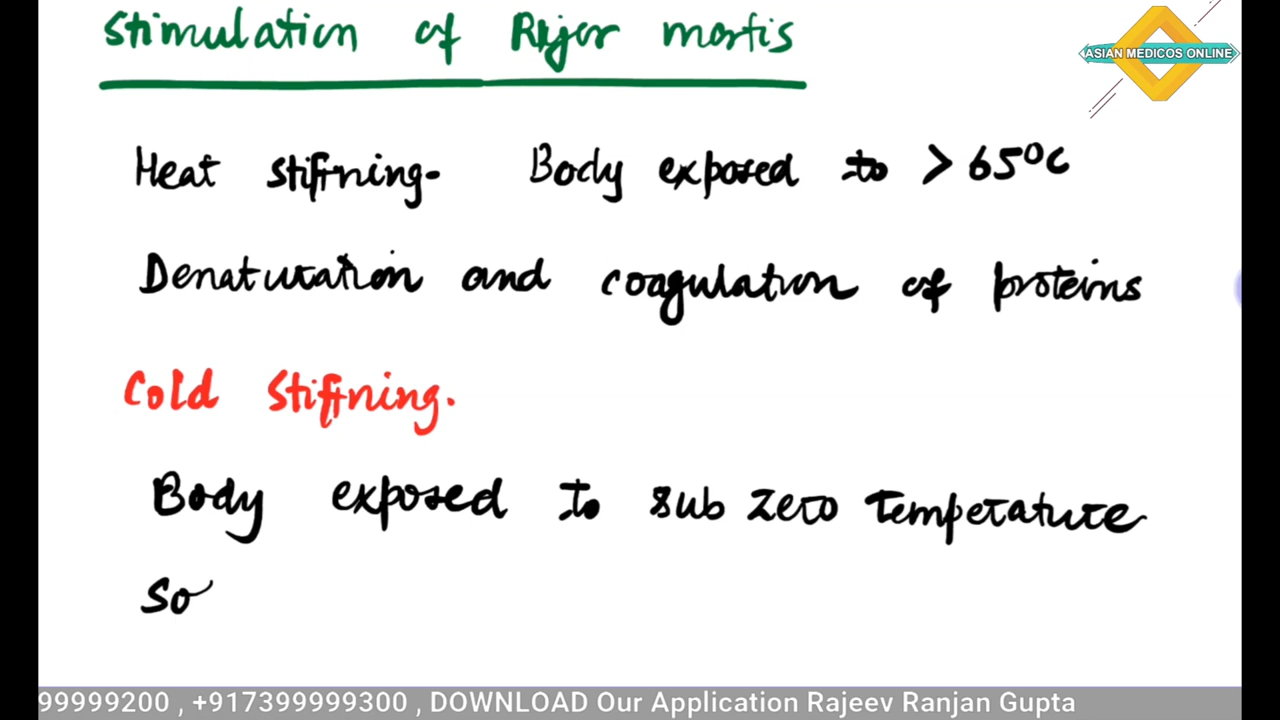 Stimulation of Rijor mortis
ASIAN MEDICOS ONLINE
Heat stiffning- Body exposed to > 65°C
Denaturation and coagulation of proteins
Cold Stiffning.
Body exposed to sub zero Temperature
So
99999200 , +917399999300 , DOWNLOAD Our Application Rajeev Ranjan Gupta